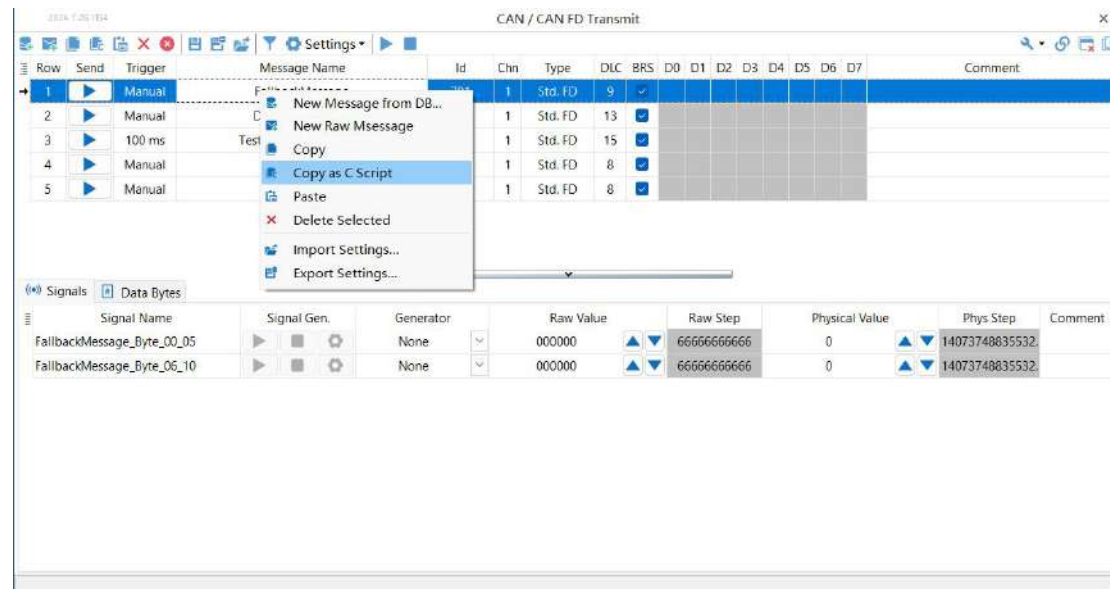 CAN / CAN FD Transmit
Settings
Row Send Trigger Message Name Id Chn Type DLC BRS D0 D1 D2 D3 D4 D5 D6 D7 Comment
1 Manual 1 Std. FD 9
2 Manual 1 Std. FD 13
3 100 ms Test 1 Std. FD 15
4 Manual 1 Std. FD 8
5 Manual 1 Std. FD 8
New Message from DB...
New Raw Msessage
Copy
Copy as C Script
Paste
Delete Selected
Import Settings...
Export Settings...
Signals Data Bytes
Signal Name Signal Gen. Generator Raw Value Raw Step Physical Value Phys Step Comment
FallbackMessage_Byte_00_05 None 000000 66666666666 0 14073748835532.
FallbackMessage_Byte_06_10 None 000000 66666666666 0 14073748835532.